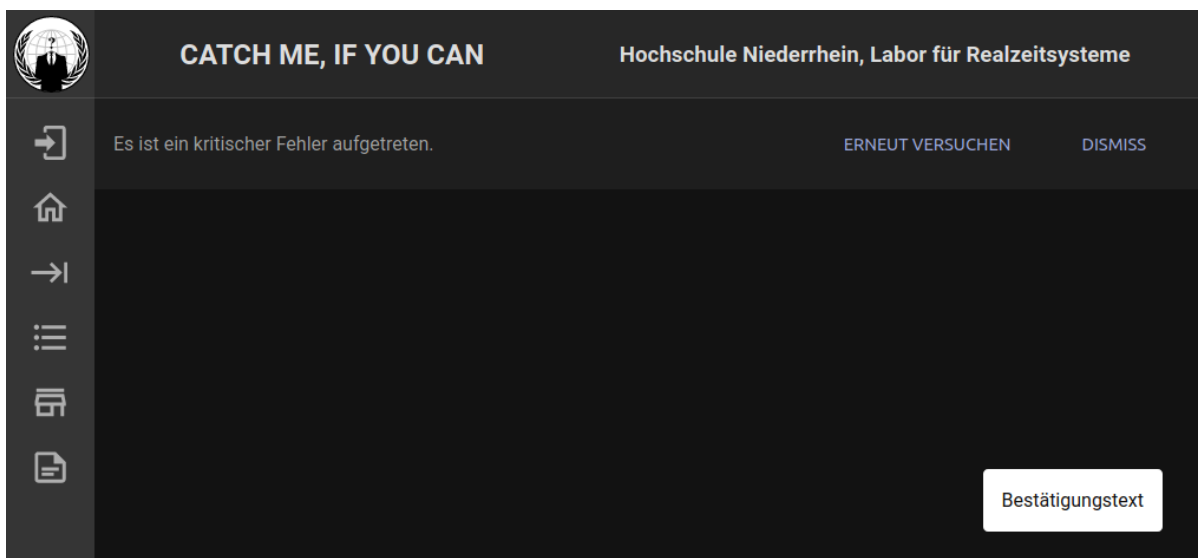 CATCH ME, IF YOU CAN
Hochschule Niederrhein, Labor für Realzeitsysteme
Es ist ein kritischer Fehler aufgetreten.
ERNEUT VERSUCHEN
DISMISS
Bestätigungstext